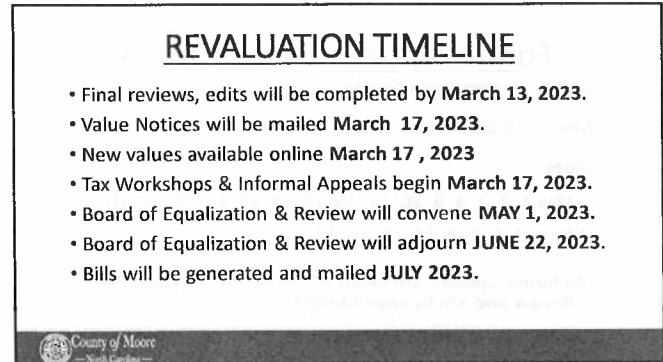 REVALUATION TIMELINE
• Final reviews, edits will be completed by March 13, 2023.
• Value Notices will be mailed March 17, 2023.
• New values available online March 17 , 2023
• Tax Workshops & Informal Appeals begin March 17, 2023.
• Board of Equalization & Review will convene MAY 1, 2023.
• Board of Equalization & Review will adjourn JUNE 22, 2023.
• Bills will be generated and mailed JULY 2023.
County of Moore
North Carolina